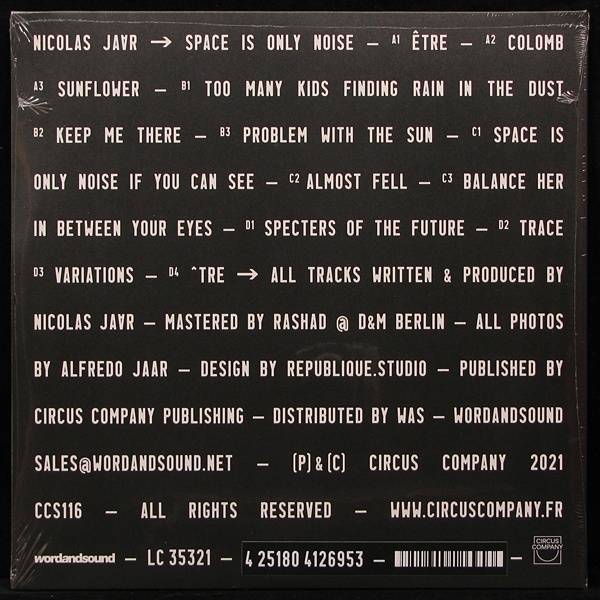 NICOLAS JA∀R → SPACE IS ONLY NOISE – A1 ÊTRE – A2 COLOMB
A3 SUNFLOWER – B1 TOO MANY KIDS FINDING RAIN IN THE DUST
B2 KEEP ME THERE – B3 PROBLEM WITH THE SUN – C1 SPACE IS
ONLY NOISE IF YOU CAN SEE – C2 ALMOST FELL – C3 BALANCE HER
IN BETWEEN YOUR EYES – D1 SPECTERS OF THE FUTURE – D2 TRACE
D3 VARIATIONS – D4 ^TRE → ALL TRACKS WRITTEN & PRODUCED BY
NICOLAS JA∀R – MASTERED BY RASHAD @ D&M BERLIN – ALL PHOTOS
BY ALFREDO JAAR – DESIGN BY REPUBLIQUE.STUDIO – PUBLISHED BY
CIRCUS COMPANY PUBLISHING – DISTRIBUTED BY WAS – WORDANDSOUND
SALES@WORDANDSOUND.NET – (P) & (C) CIRCUS COMPANY 2021
CCS116 – ALL RIGHTS RESERVED – WWW.CIRCUSCOMPANY.FR
wordandsound – LC 35321 – 4 25180 4126953 – – CIRCUS COMPANY